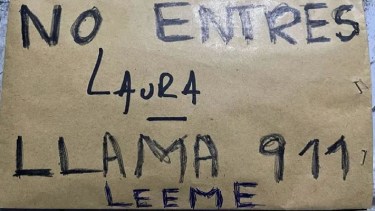 NO ENTRES
LAURA
LLAMA 911
LEEME